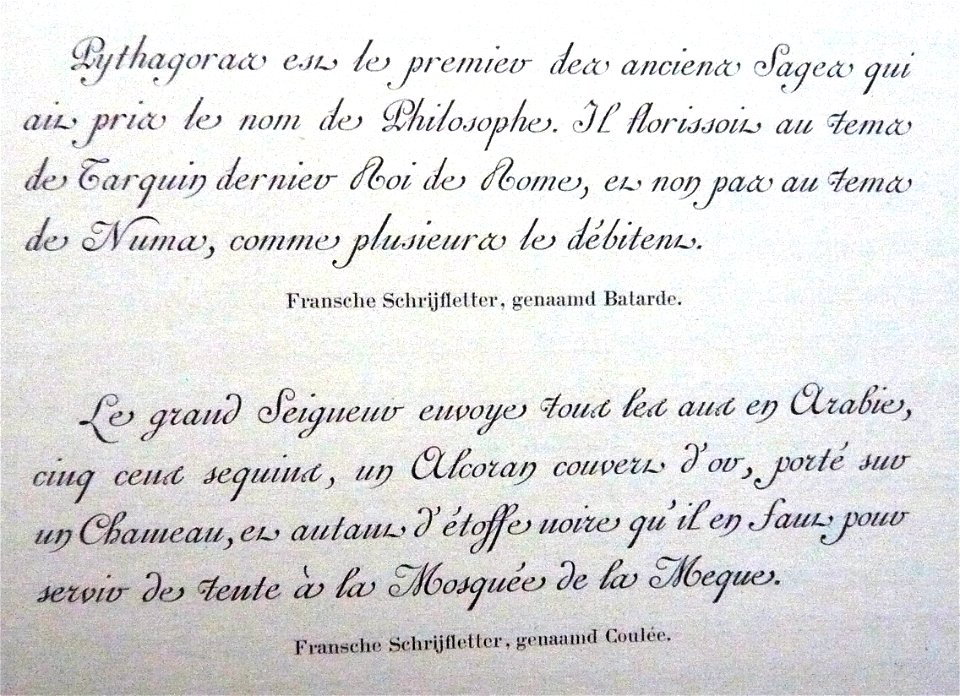 Pythagoras est le premier des anciens Sages qui
ait pris le nom de Philosophe. Il florissoit au tems
de Tarquin dernier Roi de Rome, et non pas au tems
de Numa, comme plusieurs le débitent.
Fransche Schrijfletter, genaamd Batarde.
Le grand Seigneur envoye tous les ans en Arabie,
cinq cens sequins, un Alcoran couvert d'or, porté sur
un Chameau, et autant d'étoffe noire qu'il en faut pour
servir de tente à la Mosquée de la Meque.
Fransche Schrijfletter, genaamd Coulée.